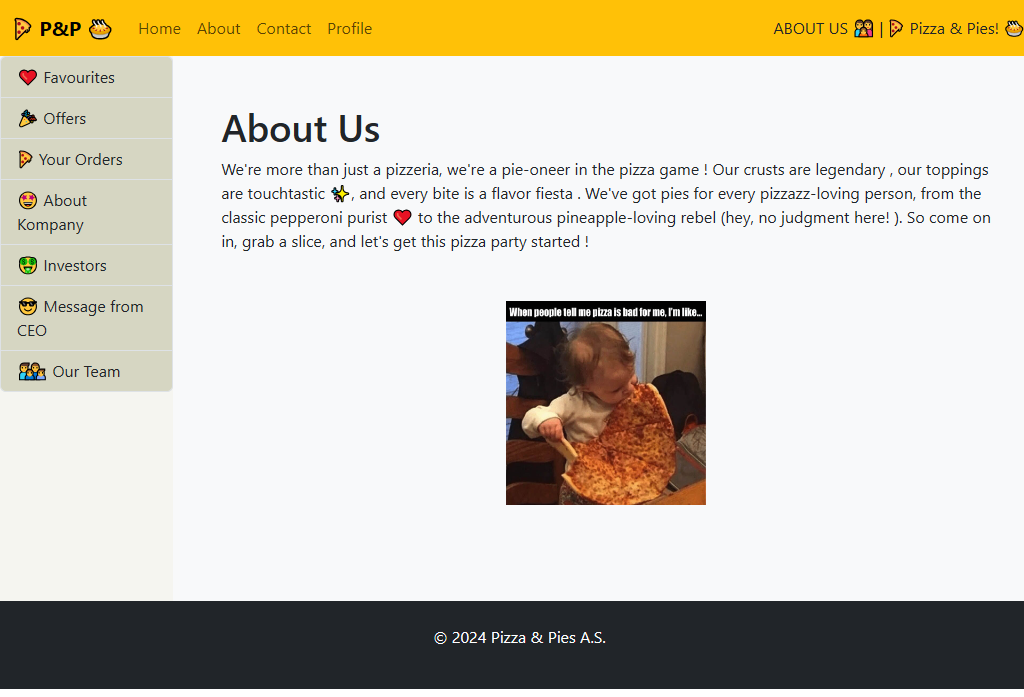 🍕 P&P 🥧 Home About Contact Profile ABOUT US 👭 | 🍕 Pizza & Pies! 🥧
❤️ Favourites
🎉 Offers
🍕 Your Orders
🤩 About
Kompany
🤑 Investors
😎 Message from
CEO
👨‍👩‍👦 Our Team
About Us
We're more than just a pizzeria, we're a pie-oneer in the pizza game ! Our crusts are legendary , our toppings
are touchtastic ✨, and every bite is a flavor fiesta . We've got pies for every pizzazz-loving person, from the
classic pepperoni purist ❤️ to the adventurous pineapple-loving rebel (hey, no judgment here! ). So come on
in, grab a slice, and let's get this pizza party started !
When people tell me pizza is bad for me, I'm like...
© 2024 Pizza & Pies A.S.